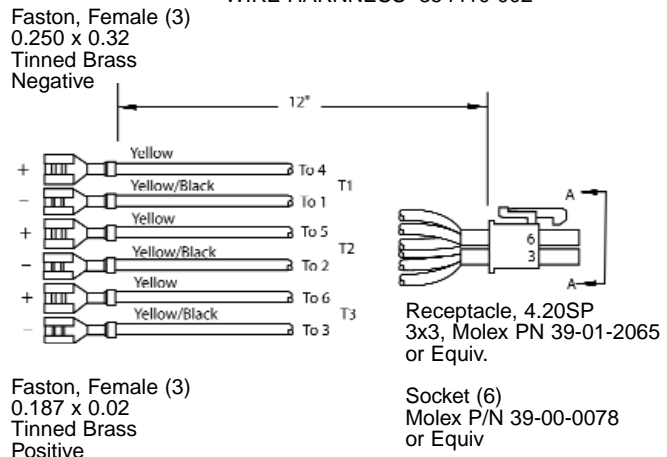 Faston, Female (3)
0.250 x 0.32
Tinned Brass
Negative
12"
+ Yellow To 4
T1
- Yellow/Black To 1
+ Yellow To 5
T2
- Yellow/Black To 2
+ Yellow To 6
T3
- Yellow/Black To 3
A
6
3
A
Receptacle, 4.20SP
3x3, Molex PN 39-01-2065
or Equiv.
Faston, Female (3)
0.187 x 0.02
Tinned Brass
Positive
Socket (6)
Molex P/N 39-00-0078
or Equiv